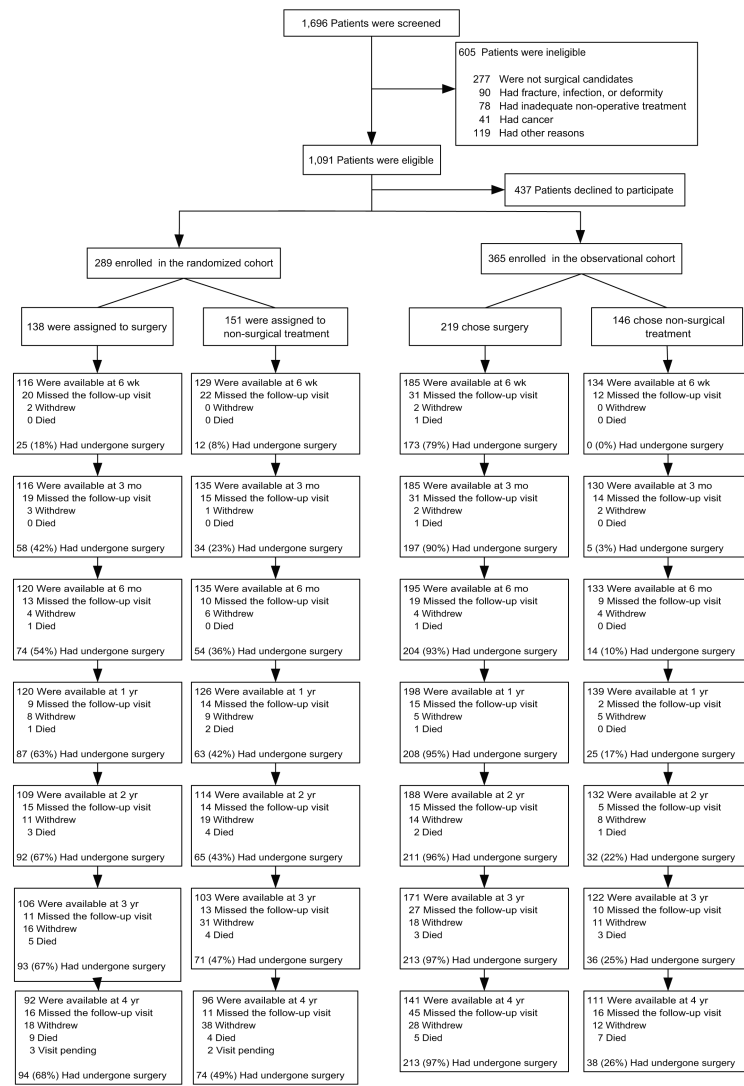 1,696 Patients were screened
605 Patients were ineligible
277 Were not surgical candidates
90 Had fracture, infection, or deformity
78 Had inadequate non-operative treatment
41 Had cancer
119 Had other reasons
1,091 Patients were eligible
437 Patients declined to participate
289 enrolled in the randomized cohort
365 enrolled in the observational cohort
138 were assigned to surgery
151 were assigned to
non-surgical treatment
219 chose surgery
146 chose non-surgical
treatment
116 Were available at 6 wk
20 Missed the follow-up visit
2 Withdrew
0 Died
25 (18%) Had undergone surgery
129 Were available at 6 wk
22 Missed the follow-up visit
0 Withdrew
0 Died
12 (8%) Had undergone surgery
185 Were available at 6 wk
31 Missed the follow-up visit
2 Withdrew
1 Died
173 (79%) Had undergone surgery
134 Were available at 6 wk
12 Missed the follow-up visit
0 Withdrew
0 Died
0 (0%) Had undergone surgery
116 Were available at 3 mo
19 Missed the follow-up visit
3 Withdrew
0 Died
58 (42%) Had undergone surgery
135 Were available at 3 mo
15 Missed the follow-up visit
1 Withdrew
0 Died
34 (23%) Had undergone surgery
185 Were available at 3 mo
31 Missed the follow-up visit
2 Withdrew
1 Died
197 (90%) Had undergone surgery
130 Were available at 3 mo
14 Missed the follow-up visit
2 Withdrew
0 Died
5 (3%) Had undergone surgery
120 Were available at 6 mo
13 Missed the follow-up visit
4 Withdrew
1 Died
74 (54%) Had undergone surgery
135 Were available at 6 mo
10 Missed the follow-up visit
6 Withdrew
0 Died
54 (36%) Had undergone surgery
195 Were available at 6 mo
19 Missed the follow-up visit
4 Withdrew
1 Died
204 (93%) Had undergone surgery
133 Were available at 6 mo
9 Missed the follow-up visit
4 Withdrew
0 Died
14 (10%) Had undergone surgery
120 Were available at 1 yr
9 Missed the follow-up visit
8 Withdrew
1 Died
87 (63%) Had undergone surgery
126 Were available at 1 yr
14 Missed the follow-up visit
9 Withdrew
2 Died
63 (42%) Had undergone surgery
198 Were available at 1 yr
15 Missed the follow-up visit
5 Withdrew
1 Died
208 (95%) Had undergone surgery
139 Were available at 1 yr
2 Missed the follow-up visit
5 Withdrew
0 Died
25 (17%) Had undergone surgery
109 Were available at 2 yr
15 Missed the follow-up visit
11 Withdrew
3 Died
92 (67%) Had undergone surgery
114 Were available at 2 yr
14 Missed the follow-up visit
19 Withdrew
4 Died
65 (43%) Had undergone surgery
188 Were available at 2 yr
15 Missed the follow-up visit
14 Withdrew
2 Died
211 (96%) Had undergone surgery
132 Were available at 2 yr
5 Missed the follow-up visit
8 Withdrew
1 Died
32 (22%) Had undergone surgery
106 Were available at 3 yr
11 Missed the follow-up visit
16 Withdrew
5 Died
93 (67%) Had undergone surgery
103 Were available at 3 yr
13 Missed the follow-up visit
31 Withdrew
4 Died
71 (47%) Had undergone surgery
171 Were available at 3 yr
27 Missed the follow-up visit
18 Withdrew
3 Died
213 (97%) Had undergone surgery
122 Were available at 3 yr
10 Missed the follow-up visit
11 Withdrew
3 Died
36 (25%) Had undergone surgery
92 Were available at 4 yr
16 Missed the follow-up visit
18 Withdrew
9 Died
3 Visit pending
94 (68%) Had undergone surgery
96 Were available at 4 yr
11 Missed the follow-up visit
38 Withdrew
4 Died
2 Visit pending
74 (49%) Had undergone surgery
141 Were available at 4 yr
45 Missed the follow-up visit
28 Withdrew
5 Died
213 (97%) Had undergone surgery
111 Were available at 4 yr
16 Missed the follow-up visit
12 Withdrew
7 Died
38 (26%) Had undergone surgery